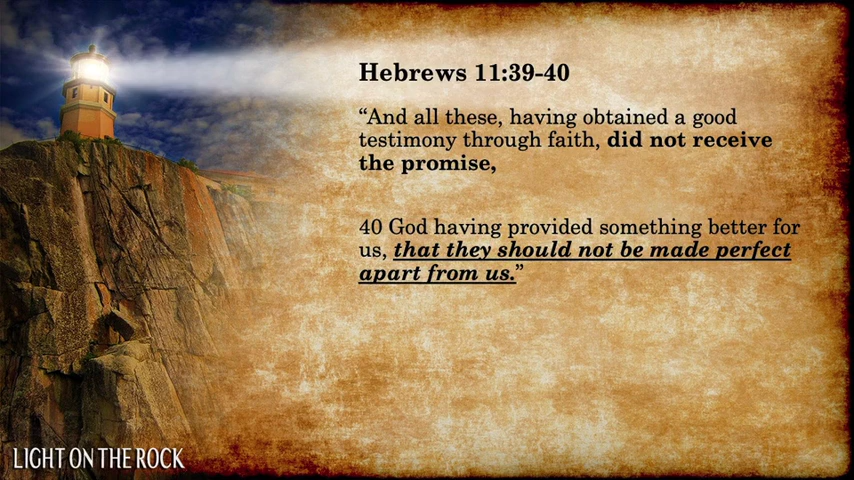 Hebrews 11:39-40
“And all these, having obtained a good
testimony through faith, did not receive
the promise,
40 God having provided something better for
us, that they should not be made perfect
apart from us.”
LIGHT ON THE ROCK